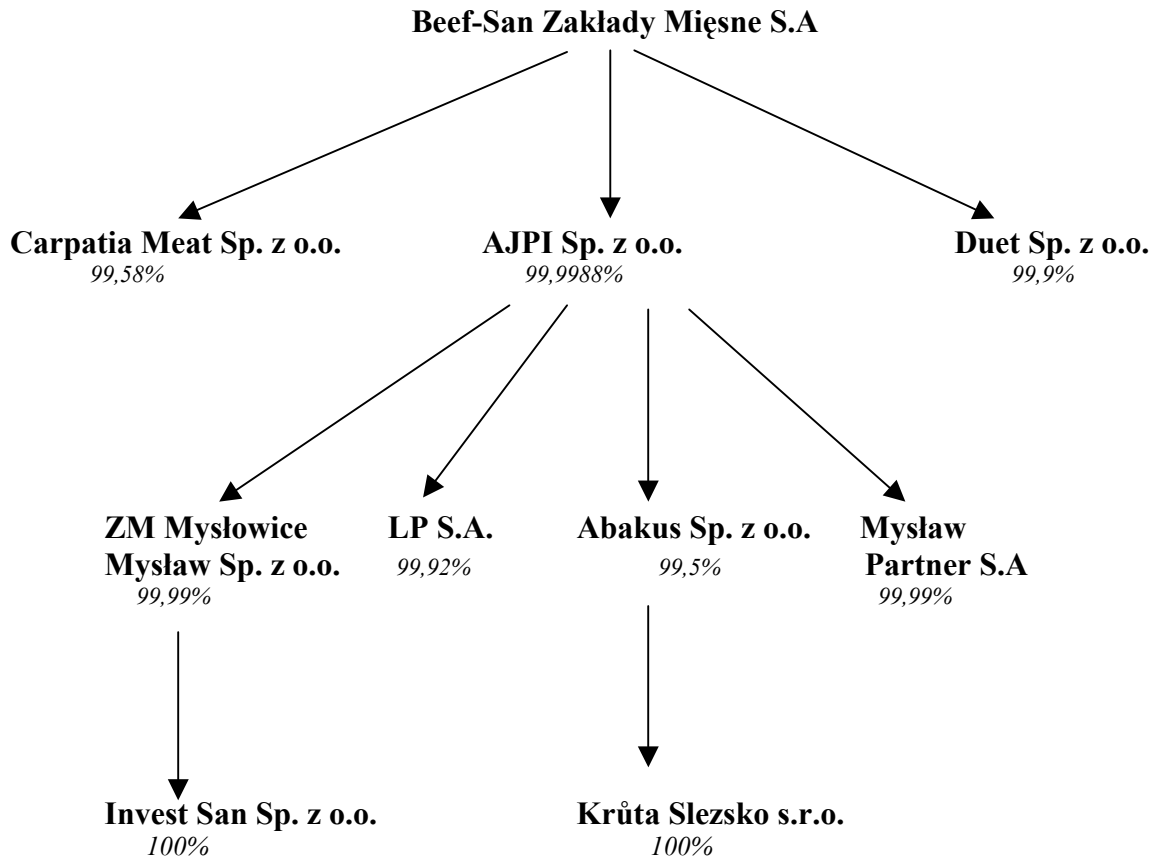 Beef-San Zakłady Mięsne S.A
Carpatia Meat Sp. z o.o.
99,58%
AJPI Sp. z o.o.
99,9988%
Duet Sp. z o.o.
99,9%
ZM Mysłowice
Mysław Sp. z o.o.
99,99%
LP S.A.
99,92%
Abakus Sp. z o.o.
99,5%
Mysław
Partner S.A
99,99%
Invest San Sp. z o.o.
100%
Krůta Slezsko s.r.o.
100%